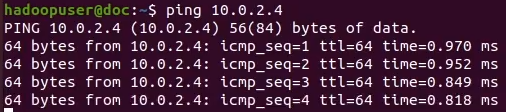 hadoopuser@doc:~$ ping 10.0.2.4
PING 10.0.2.4 (10.0.2.4) 56(84) bytes of data.
64 bytes from 10.0.2.4: icmp_seq=1 ttl=64 time=0.970 ms
64 bytes from 10.0.2.4: icmp_seq=2 ttl=64 time=0.952 ms
64 bytes from 10.0.2.4: icmp_seq=3 ttl=64 time=0.849 ms
64 bytes from 10.0.2.4: icmp_seq=4 ttl=64 time=0.818 ms